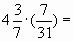 4 3/7 · (7/31) =